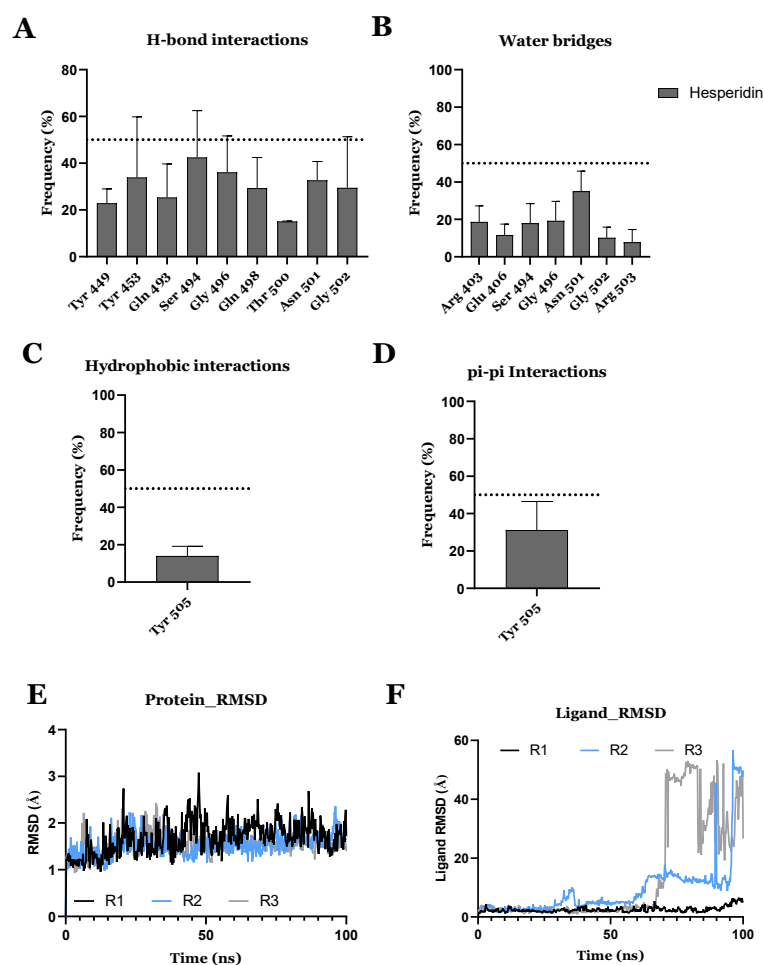 A
H-bond interactions
Frequency (%)
80
60
40
20
0
Tyr 449
Tyr 453
Gln 493
Ser 494
Gly 496
Gln 498
Thr 500
Asn 501
Gly 502
B
Water bridges
Frequency (%)
100
80
60
40
20
0
Arg 403
Glu 406
Ser 494
Gly 496
Asn 501
Gly 502
Arg 503
Hesperidin
C
Hydrophobic interactions
Frequency (%)
100
80
60
40
20
0
Tyr 505
D
pi-pi Interactions
Frequency (%)
100
80
60
40
20
0
Tyr 505
E
Protein_RMSD
RMSD (Å)
4
3
2
1
0
R1 R2 R3
0 50 100
Time (ns)
F
Ligand_RMSD
Ligand RMSD (Å)
60
40
20
0
R1 R2 R3
0 50 100
Time (ns)